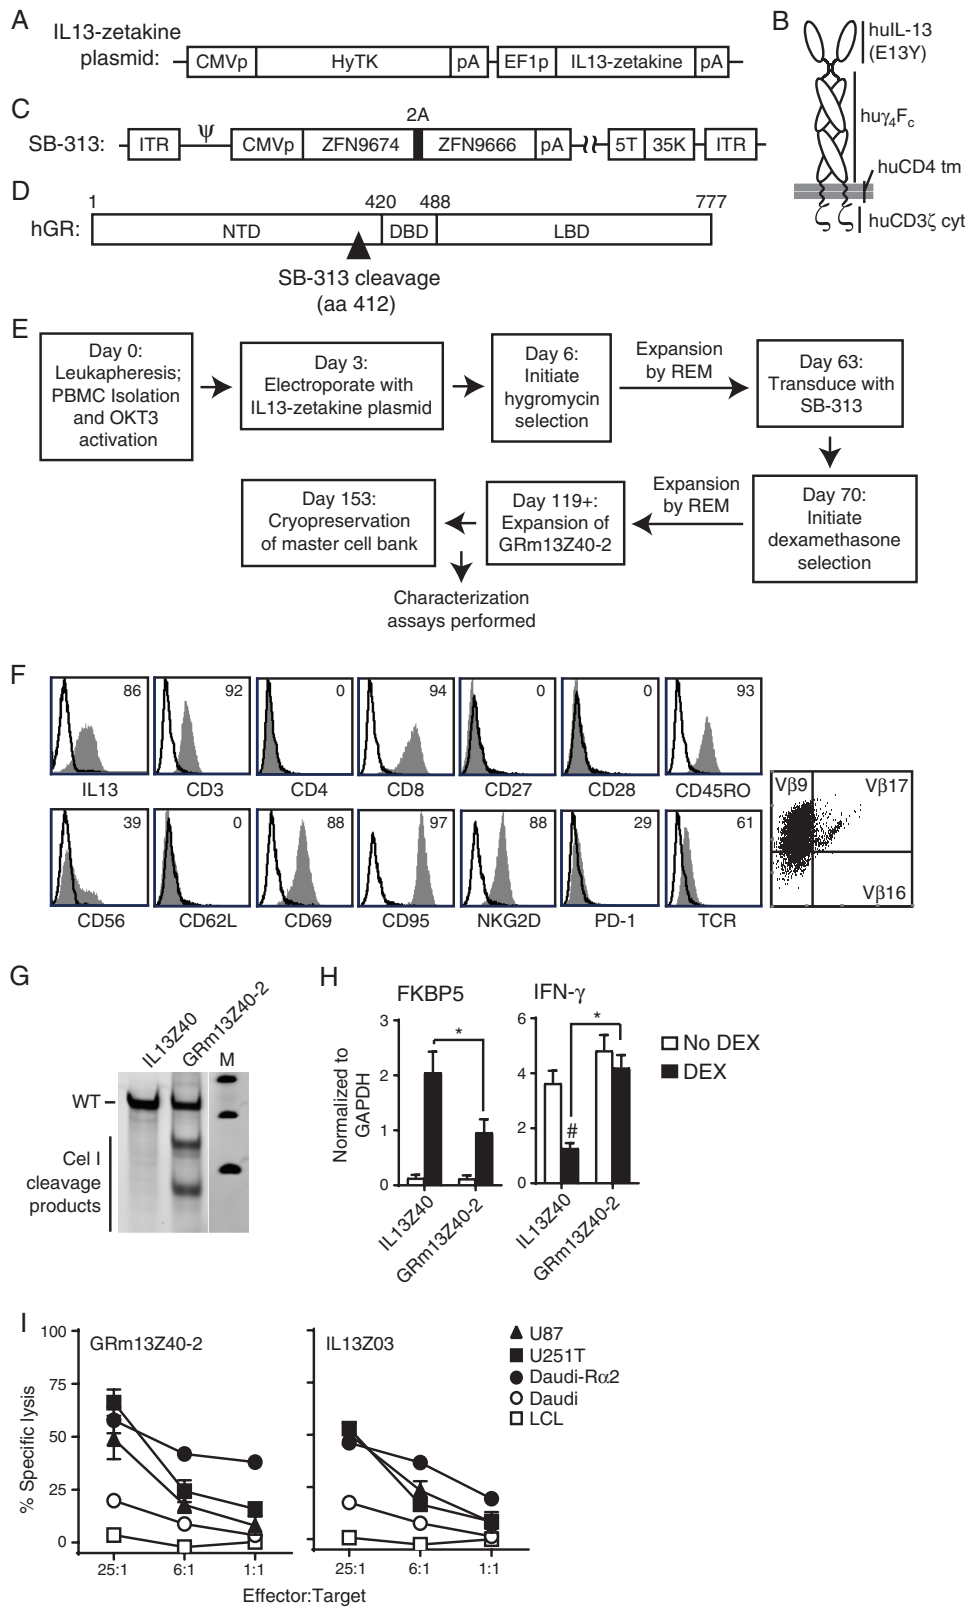 A
IL13-zetakine
plasmid:
CMVp HyTK pA EF1p IL13-zetakine pA
B
huIL-13
(E13Y)
huγ4Fc
huCD4 tm
huCD3ζ cyt
C
2A
SB-313: ITR ψ CMVp ZFN9674 ZFN9666 pA 5T 35K ITR
D
1 420 488 777
hGR: NTD DBD LBD
SB-313 cleavage
(aa 412)
E
Day 0:
Leukapheresis;
PBMC Isolation
and OKT3
activation
Day 3:
Electroporate with
IL13-zetakine plasmid
Day 6:
Initiate
hygromycin
selection
Expansion
by REM
Day 63:
Transduce with
SB-313
Day 70:
Initiate
dexamethasone
selection
Expansion
by REM
Day 119+:
Expansion of
GRm13Z40-2
Day 153:
Cryopreservation
of master cell bank
Characterization
assays performed
F
86 92 0 94 0 0 93
IL13 CD3 CD4 CD8 CD27 CD28 CD45RO
39 0 88 97 88 29 61
CD56 CD62L CD69 CD95 NKG2D PD-1 TCR
Vβ9 Vβ17
Vβ16
G
IL13Z40
GRm13Z40-2
M
WT
Cel I
cleavage
products
H
FKBP5
Normalized to
GAPDH
3
2
1
0
*
IL13Z40
GRm13Z40-2
IFN-γ
6
4
2
0
*
#
IL13Z40
GRm13Z40-2
No DEX
DEX
I
% Specific lysis
100
75
50
25
0
GRm13Z40-2
25:1 6:1 1:1
IL13Z03
25:1 6:1 1:1
Effector:Target
U87
U251T
Daudi-Rα2
Daudi
LCL